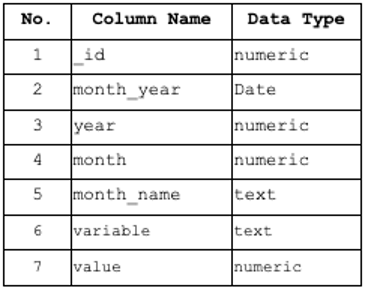 No. Column Name Data Type
1 _id numeric
2 month_year Date
3 year numeric
4 month numeric
5 month_name text
6 variable text
7 value numeric